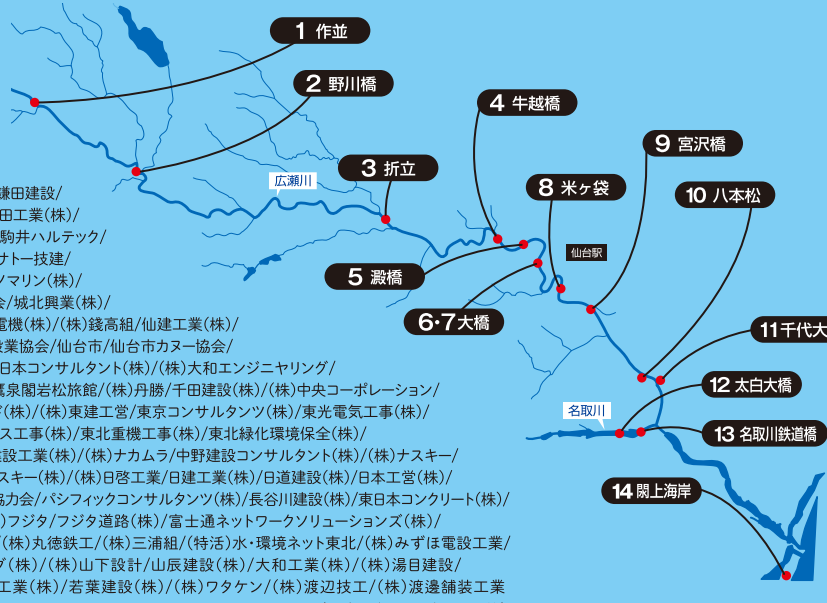 1 作並
2 野川橋
3 折立
4 牛越橋
5 澱橋
6・7 大橋
8 米ヶ袋
9 宮沢橋
10 八本松
11 千代大
12 太白大橋
13 名取川鉄道橋
14 閖上海岸
広瀬川
仙台駅
名取川
鎌田建設/
田工業(株)/
駒井ハルテック/
サトー技建/
ソマリン(株)/
会/城北興業(株)/
電機(株)/(株)錢高組/仙建工業(株)/
設業協会/仙台市/仙台市カヌー協会/
日本コンサルタント(株)/(株)大和エンジニヤリング/
鷹泉閣岩松旅館/(株)丹勝/千田建設(株)/(株)中央コーポレーション/
(株)/(株)東建工営/東京コンサルタンツ(株)/東光電気工事(株)/
ス工事(株)/東北重機工事(株)/東北緑化環境保全(株)/
建設工業(株)/(株)ナカムラ/中野建設コンサルタント(株)/(株)ナスキー/
スキー(株)/(株)日啓工業/日建工業(株)/日道建設(株)/日本工営(株)/
協力会/パシフィックコンサルタンツ(株)/長谷川建設(株)/東日本コンクリート(株)/
)フジタ/フジタ道路(株)/富士通ネットワークソリューションズ(株)/
(株)丸徳鉄工/(株)三浦組/(特活)水・環境ネット東北/(株)みずほ電設工業/
グ(株)/(株)山下設計/山辰建設(株)/大和工業(株)/(株)湯目建設/
工業(株)/若葉建設(株)/(株)ワタケン/(株)渡辺技工/(株)渡邊舗装工業